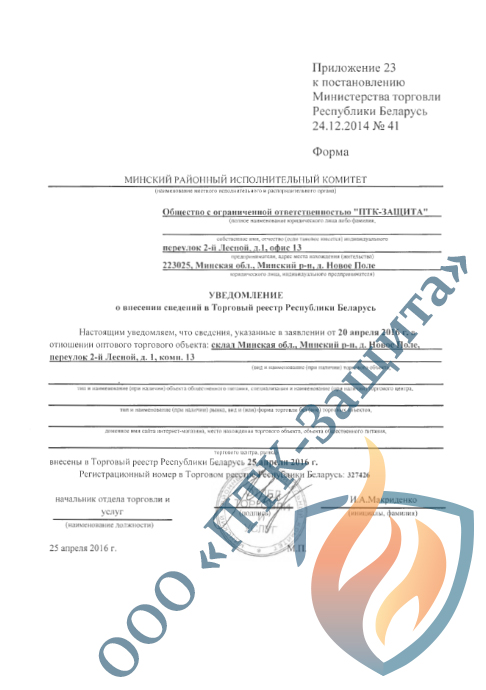 Приложение 23
к постановлению
Министерства торговли
Республики Беларусь
24.12.2014 № 41
Форма
МИНСКИЙ РАЙОННЫЙ ИСПОЛНИТЕЛЬНЫЙ КОМИТЕТ
(наименование местного исполнительного и распорядительного органа)
Общество с ограниченной ответственностью "ПТК-ЗАЩИТА"
(полное наименование юридического лица либо фамилия,
собственное имя, отчество (если таковое имеется) индивидуального
переулок 2-й Лесной, д.1, офис 13
предпринимателя, адрес места нахождения (жительства)
223025, Минская обл., Минский р-н, д. Новое Поле
юридического лица, индивидуального предпринимателя)
УВЕДОМЛЕНИЕ
о внесении сведений в Торговый реестр Республики Беларусь
Настоящим уведомляем, что сведения, указанные в заявлении от 20 апреля 2016 г. в
отношении оптового торгового объекта: склад Минская обл., Минский р-н, д. Новое Поле,
переулок 2-й Лесной, д. 1, комн. 13
(вид и наименование (при наличии) торгового объекта,
тип и наименование (при наличии) объекта общественного питания, специализация и наименование (при наличии) торгового центра,
тип и наименование (при наличии) рынка, вид и (или) форма торговли без (вне) торговых объектов,
доменное имя сайта интернет-магазина, место нахождения торгового объекта, объекта общественного питания,
торгового центра, рынка)
внесены в Торговый реестр Республики Беларусь 25 апреля 2016 г.
Регистрационный номер в Торговом реестре Республики Беларусь: 327426
начальник отдела торговли и
услуг
И.А.Макриденко
(наименование должности)
(подпись)
(инициалы, фамилия)
25 апреля 2016 г.
М.П.
ООО «ПТК-Защита»